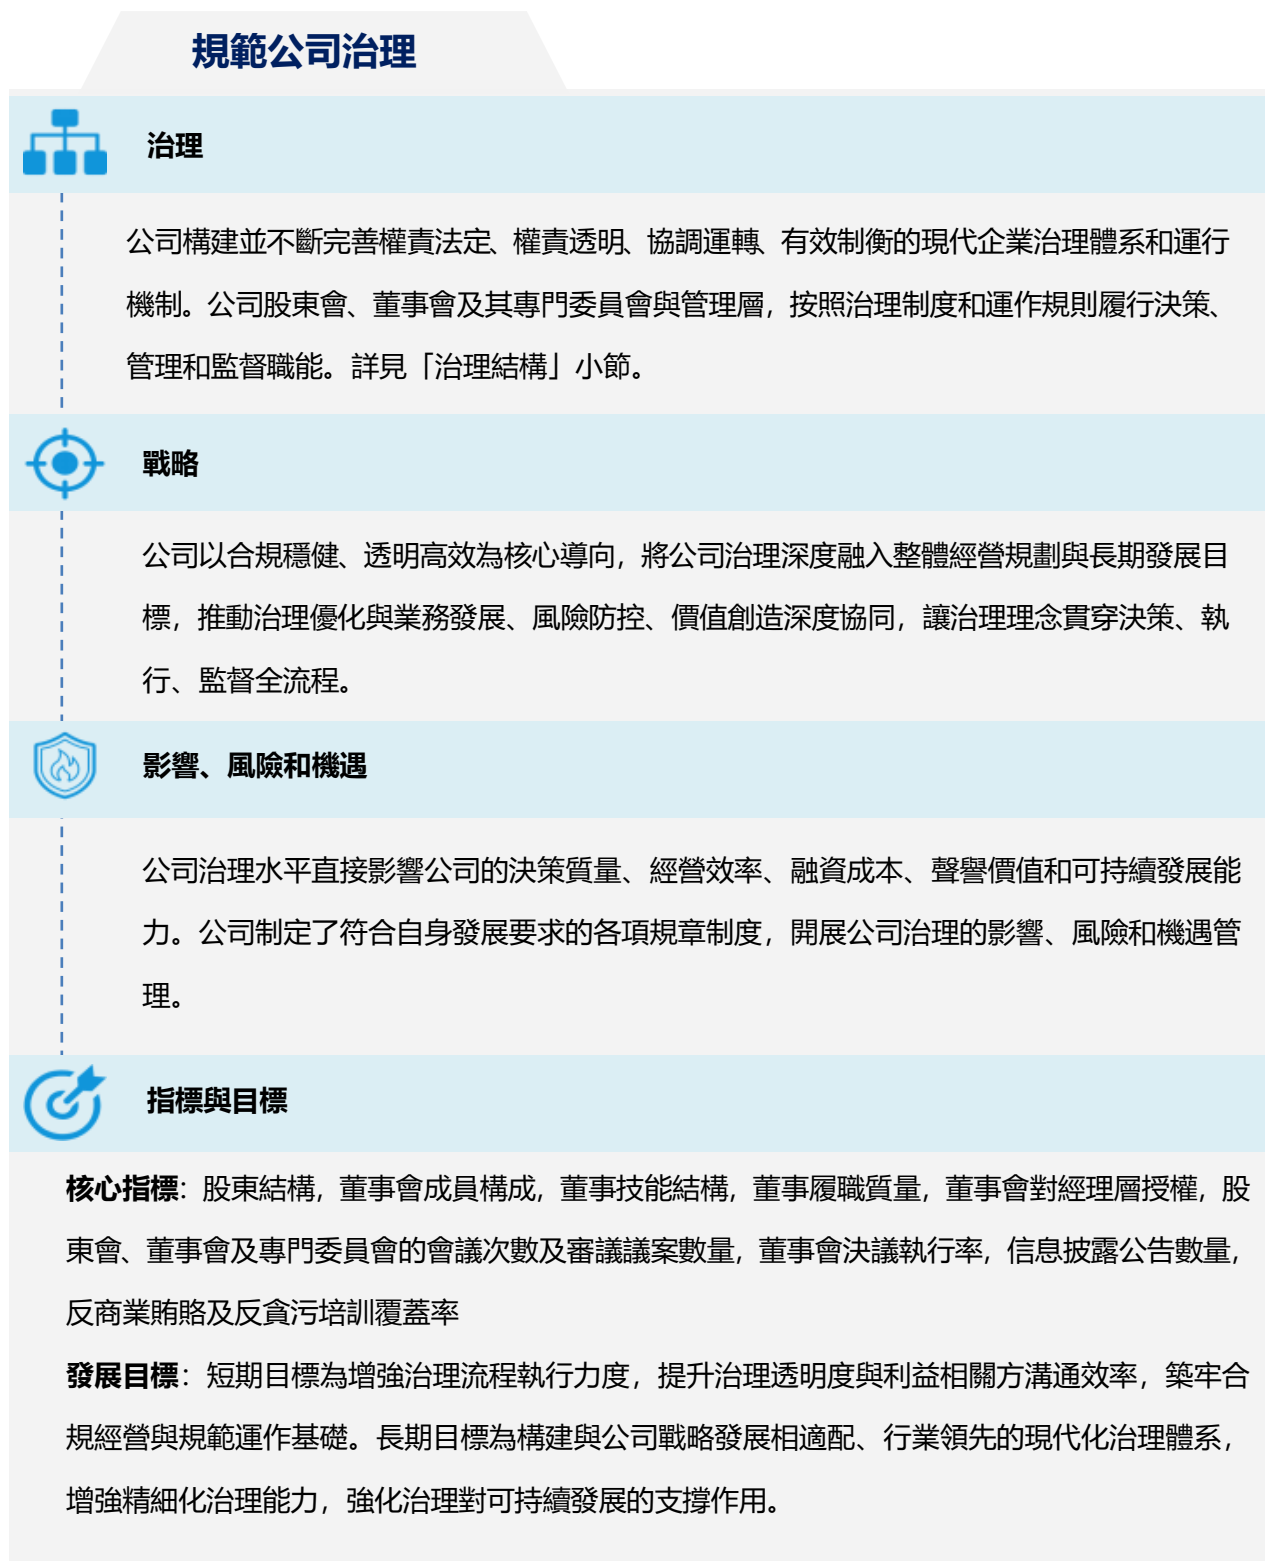 規範公司治理
治理
公司構建並不斷完善權責法定、權責透明、協調運轉、有效制衡的現代企業治理體系和運行
機制。公司股東會、董事會及其專門委員會與管理層，按照治理制度和運作規則履行決策、
管理和監督職能。詳見「治理結構」小節。
戰略
公司以合規穩健、透明高效為核心導向，將公司治理深度融入整體經營規劃與長期發展目
標，推動治理優化與業務發展、風險防控、價值創造深度協同，讓治理理念貫穿決策、執
行、監督全流程。
影響、風險和機遇
公司治理水平直接影響公司的決策質量、經營效率、融資成本、聲譽價值和可持續發展能
力。公司制定了符合自身發展要求的各項規章制度，開展公司治理的影響、風險和機遇管
理。
指標與目標
核心指標：股東結構，董事會成員構成，董事技能結構，董事履職質量，董事會對經理層授權，股
東會、董事會及專門委員會的會議次數及審議議案數量，董事會決議執行率，信息披露公告數量，
反商業賄賂及反貪污培訓覆蓋率
發展目標：短期目標為增強治理流程執行力度，提升治理透明度與利益相關方溝通效率，築牢合
規經營與規範運作基礎。長期目標為構建與公司戰略發展相適配、行業領先的現代化治理體系，
增強精細化治理能力，強化治理對可持續發展的支撐作用。